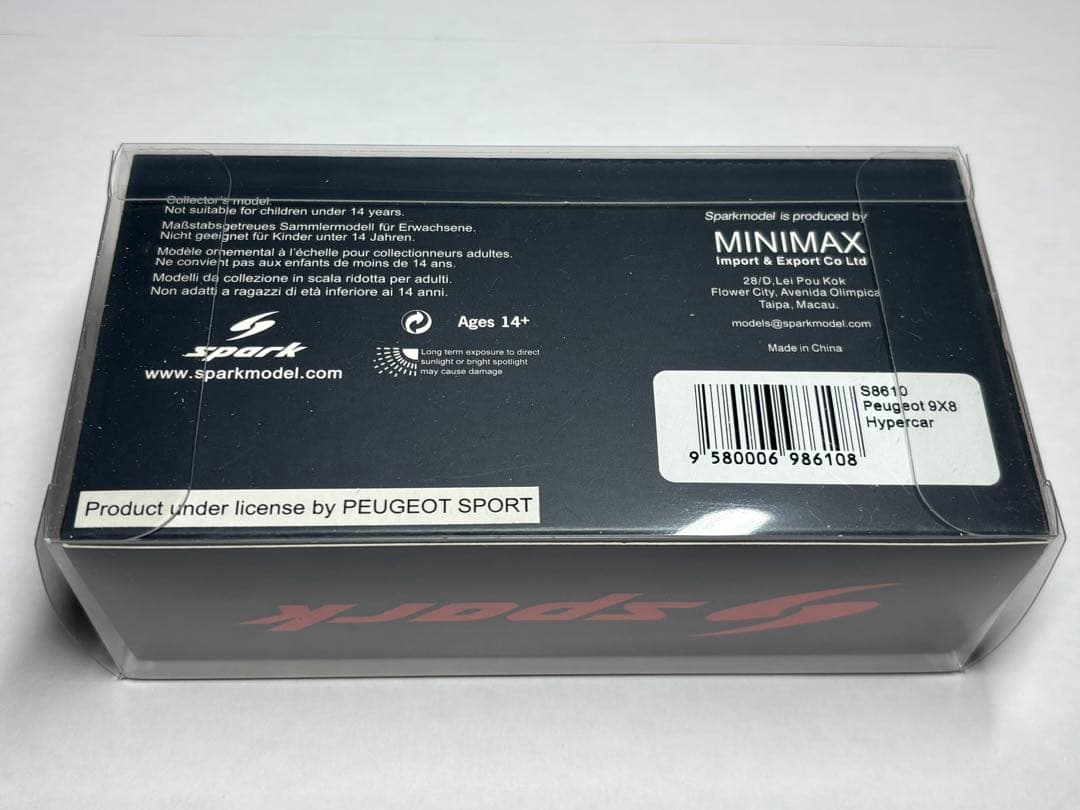 Collector's model.
Not suitable for children under 14 years.
Maßstabsgetreues Sammlermodell für Erwachsene.
Nicht geeignet für Kinder unter 14 Jahren.
Modèle ornemental à l'échelle pour collectionneurs adultes.
Ne convient pas aux enfants de moins de 14 ans.
Modelli da collezione in scala ridotta per adulti.
Non adatti a ragazzi di età inferiore ai 14 anni.
spark
www.sparkmodel.com
Ages 14+
Long term exposure to direct
sunlight or bright spotlight
may cause damage
Product under license by PEUGEOT SPORT
Sparkmodel is produced by
MINIMAX
Import & Export Co Ltd
28/D,Lei Pou Kok
Flower City, Avenida Olimpica
Taipa, Macau.
models@sparkmodel.com
Made in China
S8610
Peugeot 9X8
Hypercar
9 580006 986108
spark